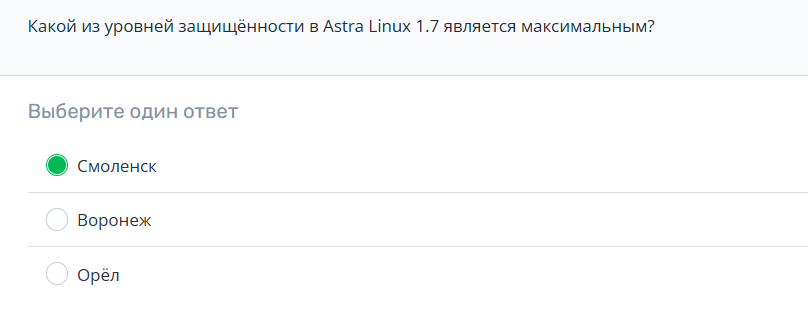 Какой из уровней защищённости в Astra Linux 1.7 является максимальным?
Выберите один ответ
Смоленск
Воронеж
Орёл